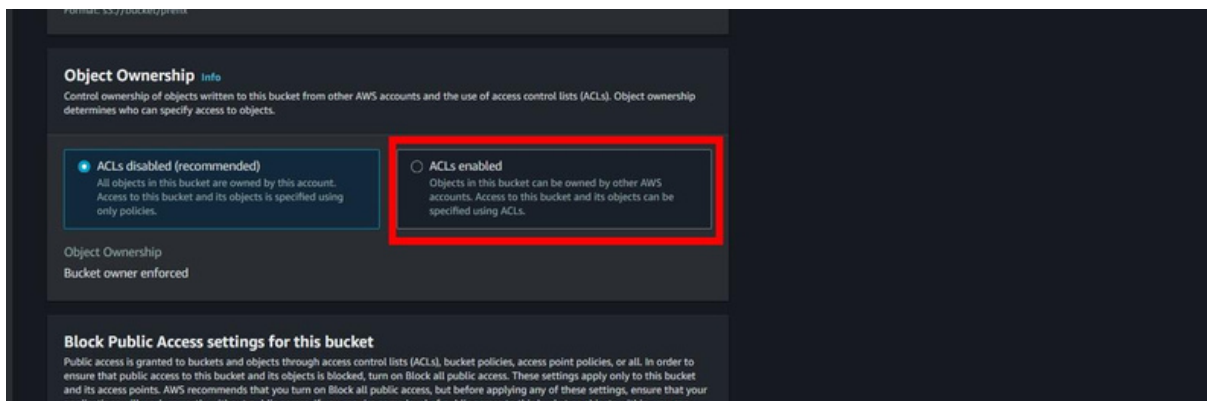 Format: s3://bucket/prefix
Object Ownership Info
Control ownership of objects written to this bucket from other AWS accounts and the use of access control lists (ACLs). Object ownership
determines who can specify access to objects.
ACLs disabled (recommended)
All objects in this bucket are owned by this account.
Access to this bucket and its objects is specified using
only policies.
ACLs enabled
Objects in this bucket can be owned by other AWS
accounts. Access to this bucket and its objects can be
specified using ACLs.
Object Ownership
Bucket owner enforced
Block Public Access settings for this bucket
Public access is granted to buckets and objects through access control lists (ACLs), bucket policies, access point policies, or all. In order to
ensure that public access to this bucket and its objects is blocked, turn on Block all public access. These settings apply only to this bucket
and its access points. AWS recommends that you turn on Block all public access, but before applying any of these settings, ensure that your